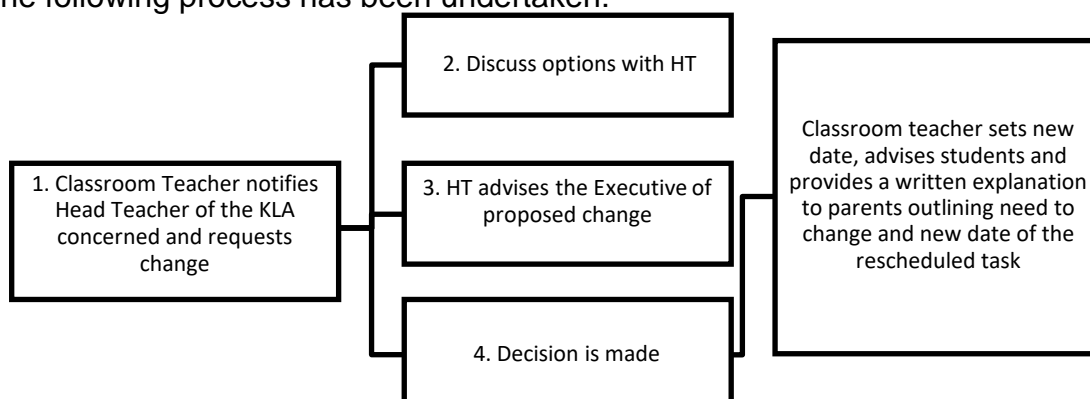 he following process has been undertaken:
2. Discuss options with HT
1. Classroom Teacher notifies
Head Teacher of the KLA
concerned and requests
change
3. HT advises the Executive of
proposed change
4. Decision is made
Classroom teacher sets new
date, advises students and
provides a written explanation
to parents outlining need to
change and new date of the
rescheduled task